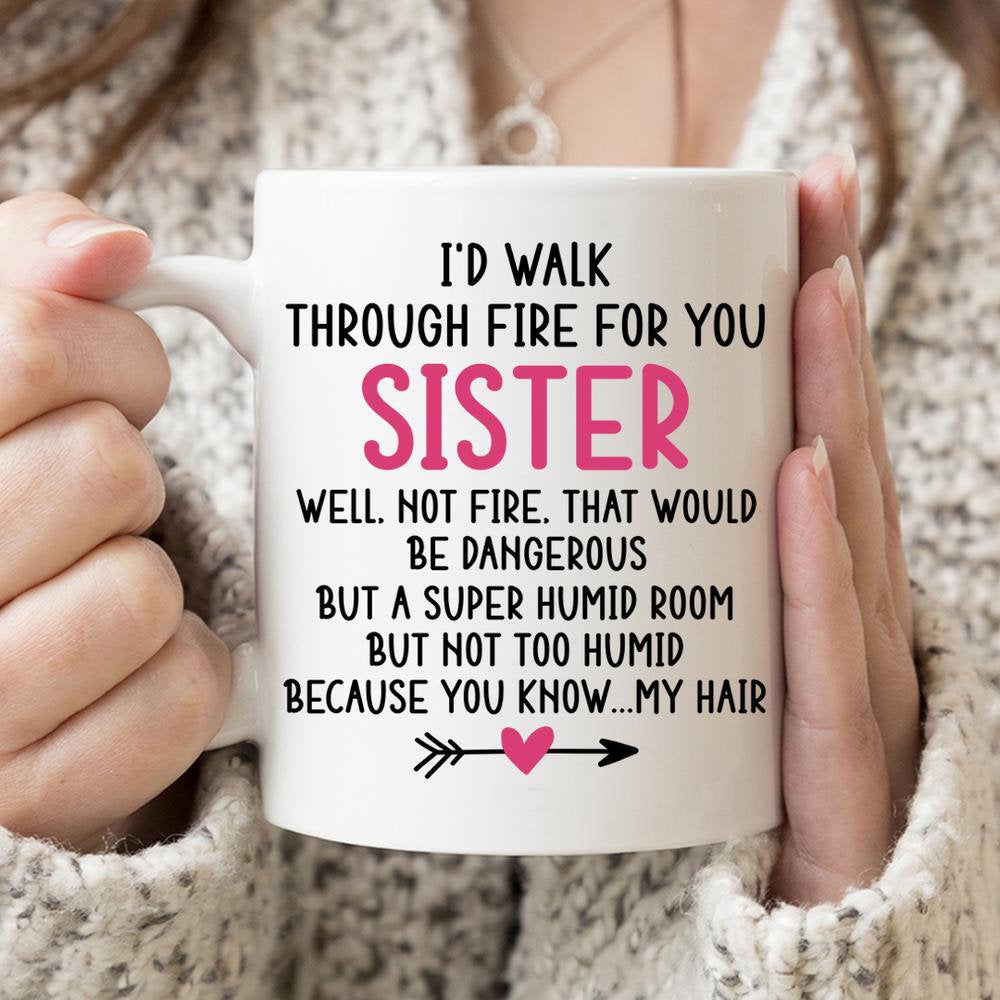 I'D WALK
THROUGH FIRE FOR YOU
SISTER
WELL, NOT FIRE, THAT WOULD
BE DANGEROUS
BUT A SUPER HUMID ROOM
BUT NOT TOO HUMID
BECAUSE YOU KNOW...MY HAIR